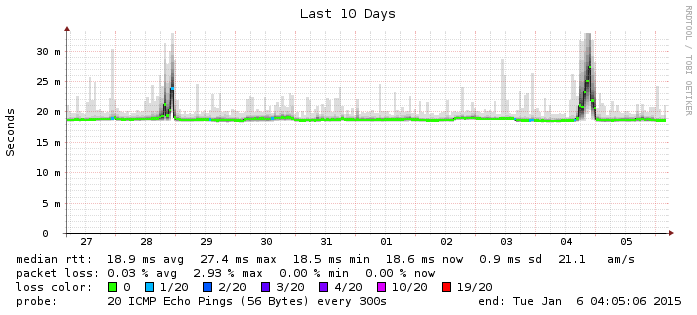 Last 10 Days
RRDTOOL / TOBI OETIKER
Seconds
30 m
25 m
20 m
15 m
10 m
5 m
0
27 28 29 30 31 01 02 03 04 05
median rtt: 18.9 ms avg 27.4 ms max 18.5 ms min 18.6 ms now 0.9 ms sd 21.1 am/s
packet loss: 0.03 % avg 2.93 % max 0.00 % min 0.00 % now
loss color: 0 1/20 2/20 3/20 4/20 10/20 19/20
probe: 20 ICMP Echo Pings (56 Bytes) every 300s end: Tue Jan 6 04:05:06 2015